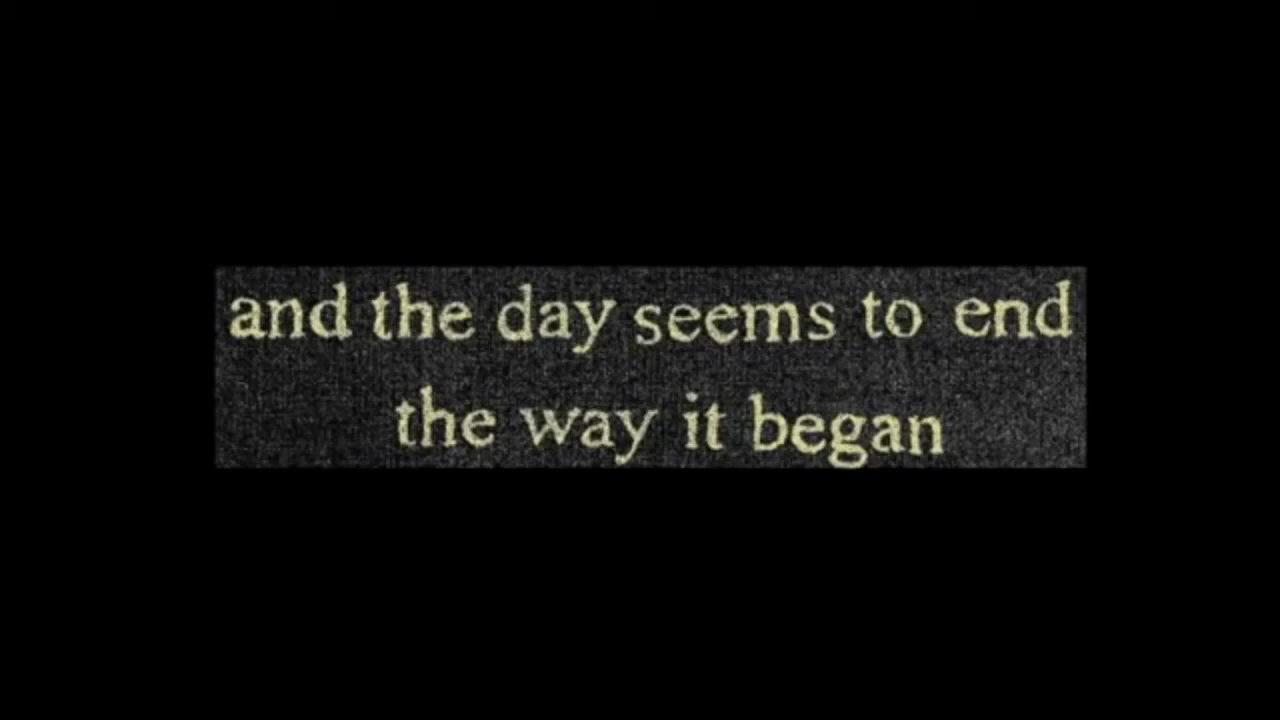 and the day seems to end
the way it began